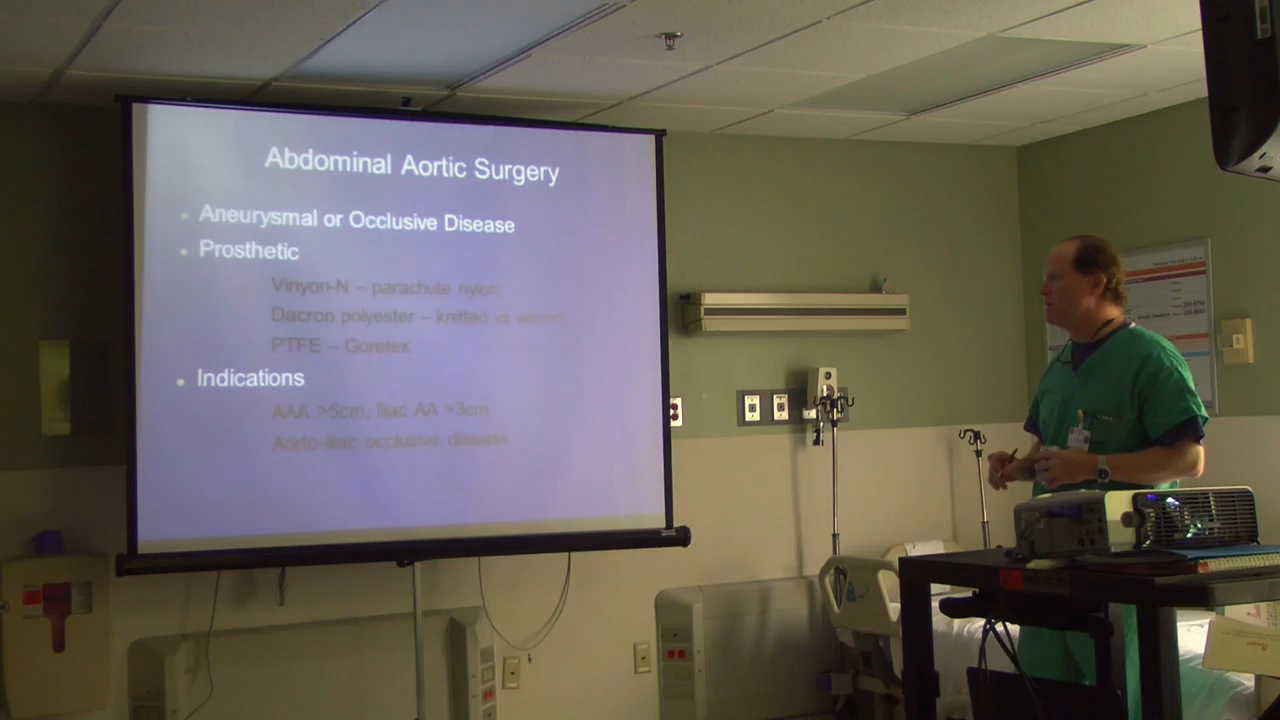 Abdominal Aortic Surgery
Aneurysmal or Occlusive Disease
Prosthetic
Vinyon-N – parachute nylon
Dacron polyester – knitted vs woven
PTFE – Goretex
Indications
AAA >5cm, Iliac AA >3cm
Aorto-iliac occlusive disease